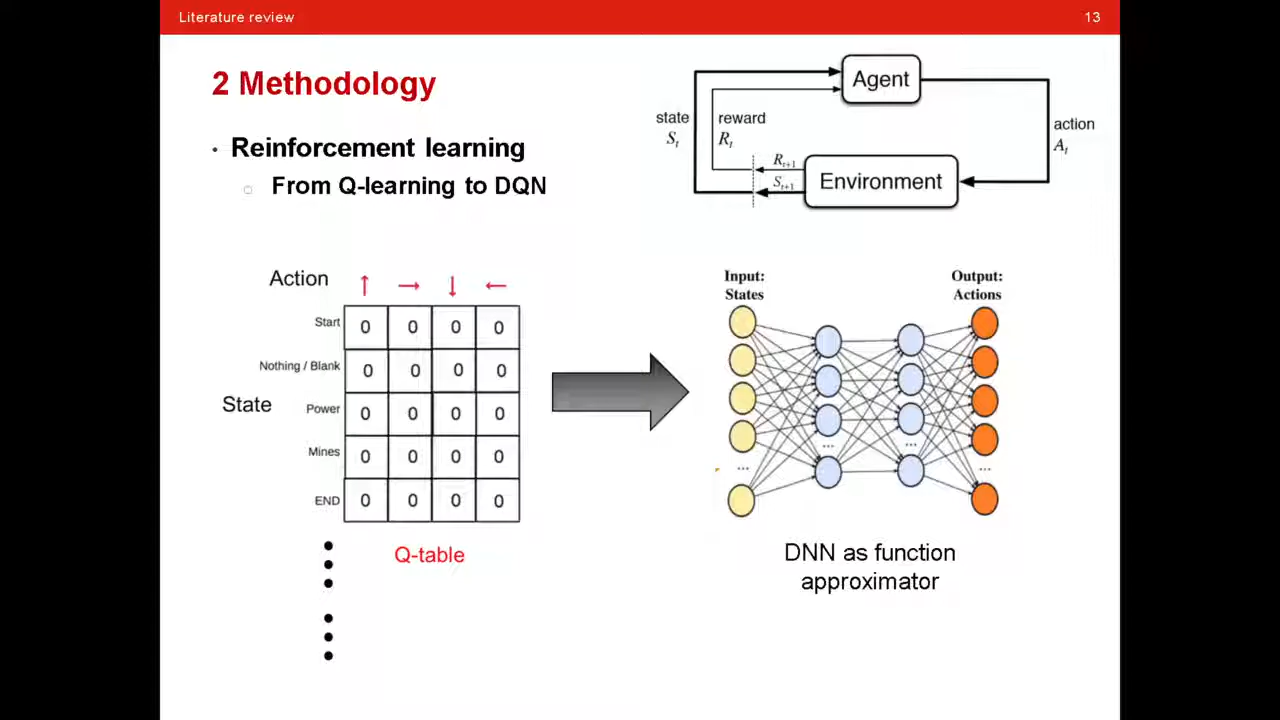 Literature review
13
2 Methodology
• Reinforcement learning
○ From Q-learning to DQN
Agent
state
S_t
reward
R_t
action
A_t
R_{t+1}
S_{t+1}
Environment
Action ↑ → ↓ ←
Start 0 0 0 0
Nothing / Blank 0 0 0 0
State
Power 0 0 0 0
Mines 0 0 0 0
END 0 0 0 0
Q-table
Input:
States
Output:
Actions
...
... ...
...
DNN as function
approximator